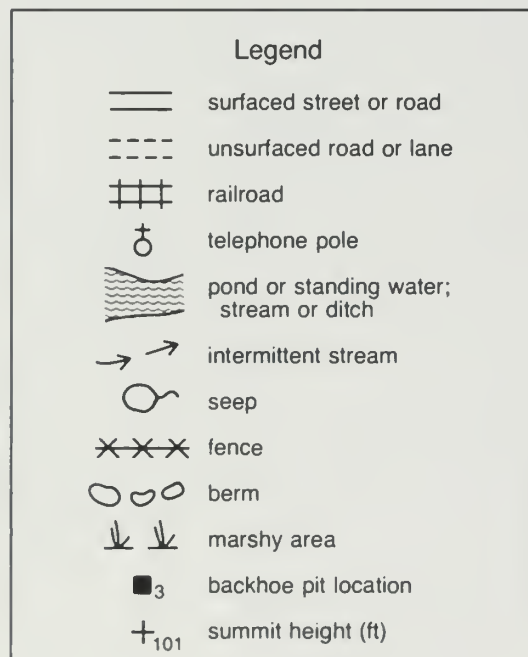 Legend
surfaced street or road
unsurfaced road or lane
railroad
telephone pole
pond or standing water;
stream or ditch
intermittent stream
seep
fence
berm
marshy area
3 backhoe pit location
101 summit height (ft)